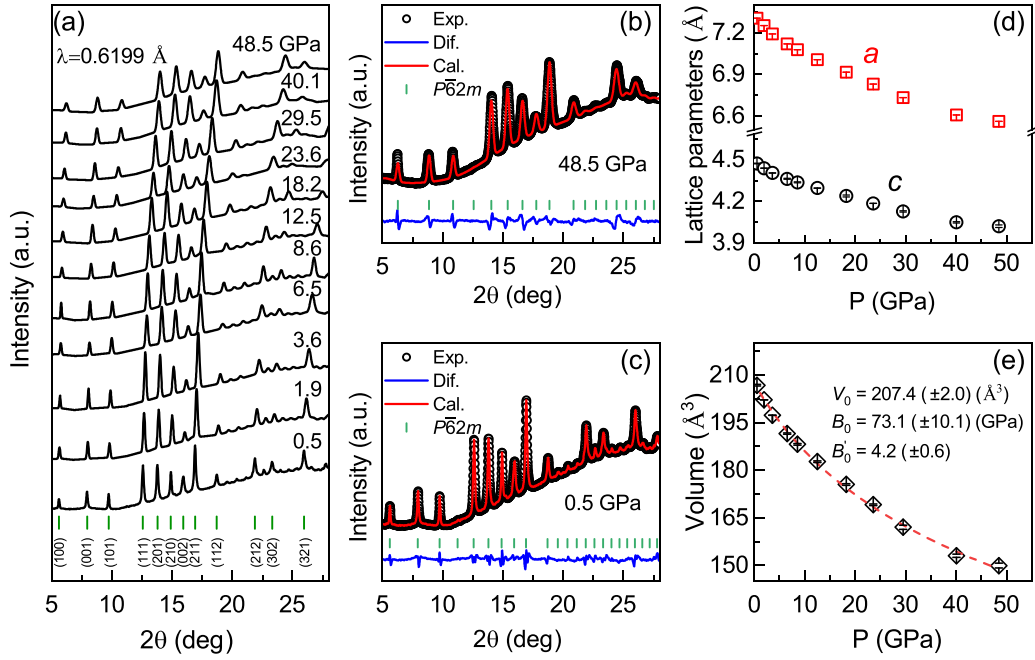 (a)
λ=0.6199 Å
48.5 GPa
40.1
29.5
23.6
18.2
12.5
8.6
6.5
3.6
1.9
0.5
Intensity (a.u.)
(100)
(001)
(101)
(111)
(201)
(210)
(002)
(211)
(112)
(212)
(302)
(321)
5 10 15 20 25
2θ (deg)
(b)
Exp.
Dif.
Cal.
P6̅2m
48.5 GPa
Intensity (a.u.)
5 10 15 20 25
2θ (deg)
(c)
Exp.
Dif.
Cal.
P6̅2m
0.5 GPa
Intensity (a.u.)
5 10 15 20 25
2θ (deg)
(d)
7.2
6.9
6.6
4.5
4.2
3.9
Lattice parameters (Å)
a
c
0 10 20 30 40 50
P (GPa)
(e)
210
195
180
165
150
Volume (Å³)
V₀ = 207.4 (±2.0) (Å³)
B₀ = 73.1 (±10.1) (GPa)
B₀' = 4.2 (±0.6)
0 10 20 30 40 50
P (GPa)